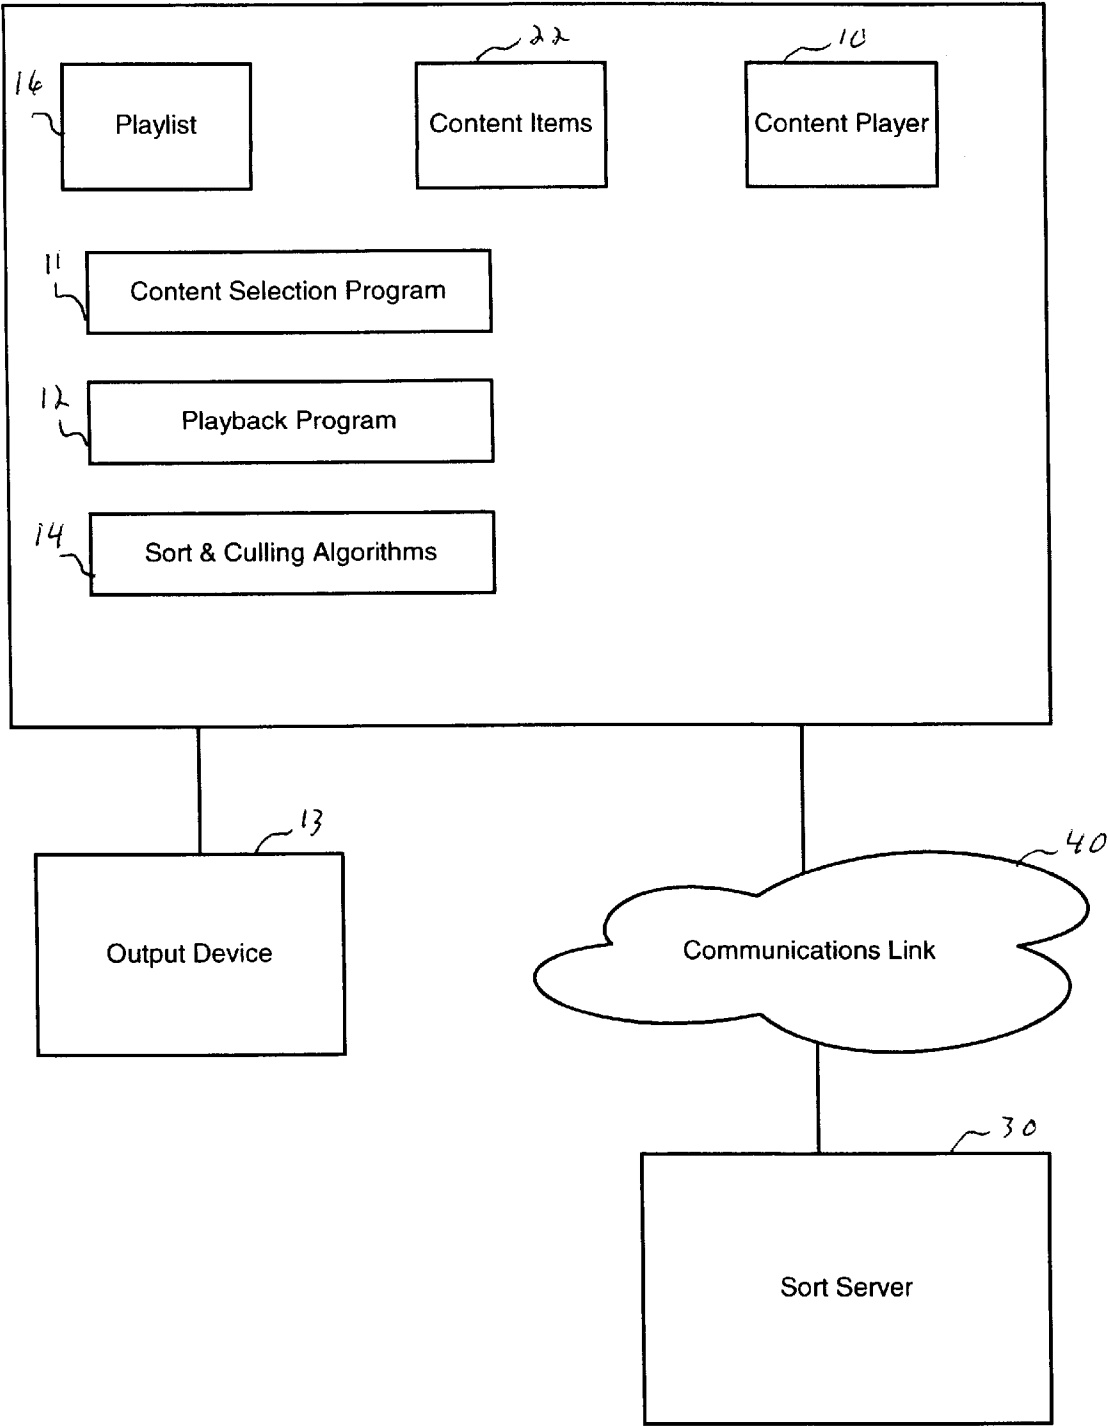 22
10
16
Playlist
Content Items
Content Player
11
Content Selection Program
12
Playback Program
14
Sort & Culling Algorithms
13
40
Output Device
Communications Link
30
Sort Server